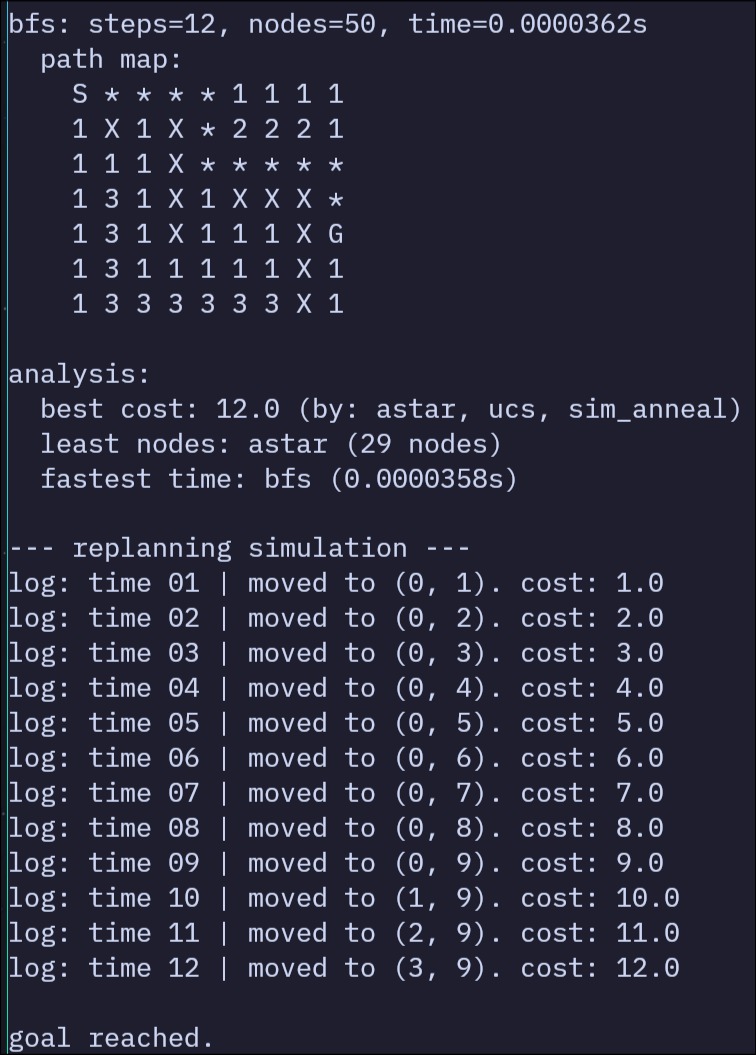 bfs: steps=12, nodes=50, time=0.0000362s
path map:
S * * * * 1 1 1 1
1 X 1 X * 2 2 2 1
1 1 1 X * * * * *
1 3 1 X 1 X X X *
1 3 1 X 1 1 1 X G
1 3 1 1 1 1 1 X 1
1 3 3 3 3 3 3 X 1
analysis:
best cost: 12.0 (by: astar, ucs, sim_anneal)
least nodes: astar (29 nodes)
fastest time: bfs (0.0000358s)
--- replanning simulation ---
log: time 01 | moved to (0, 1). cost: 1.0
log: time 02 | moved to (0, 2). cost: 2.0
log: time 03 | moved to (0, 3). cost: 3.0
log: time 04 | moved to (0, 4). cost: 4.0
log: time 05 | moved to (0, 5). cost: 5.0
log: time 06 | moved to (0, 6). cost: 6.0
log: time 07 | moved to (0, 7). cost: 7.0
log: time 08 | moved to (0, 8). cost: 8.0
log: time 09 | moved to (0, 9). cost: 9.0
log: time 10 | moved to (1, 9). cost: 10.0
log: time 11 | moved to (2, 9). cost: 11.0
log: time 12 | moved to (3, 9). cost: 12.0
goal reached.